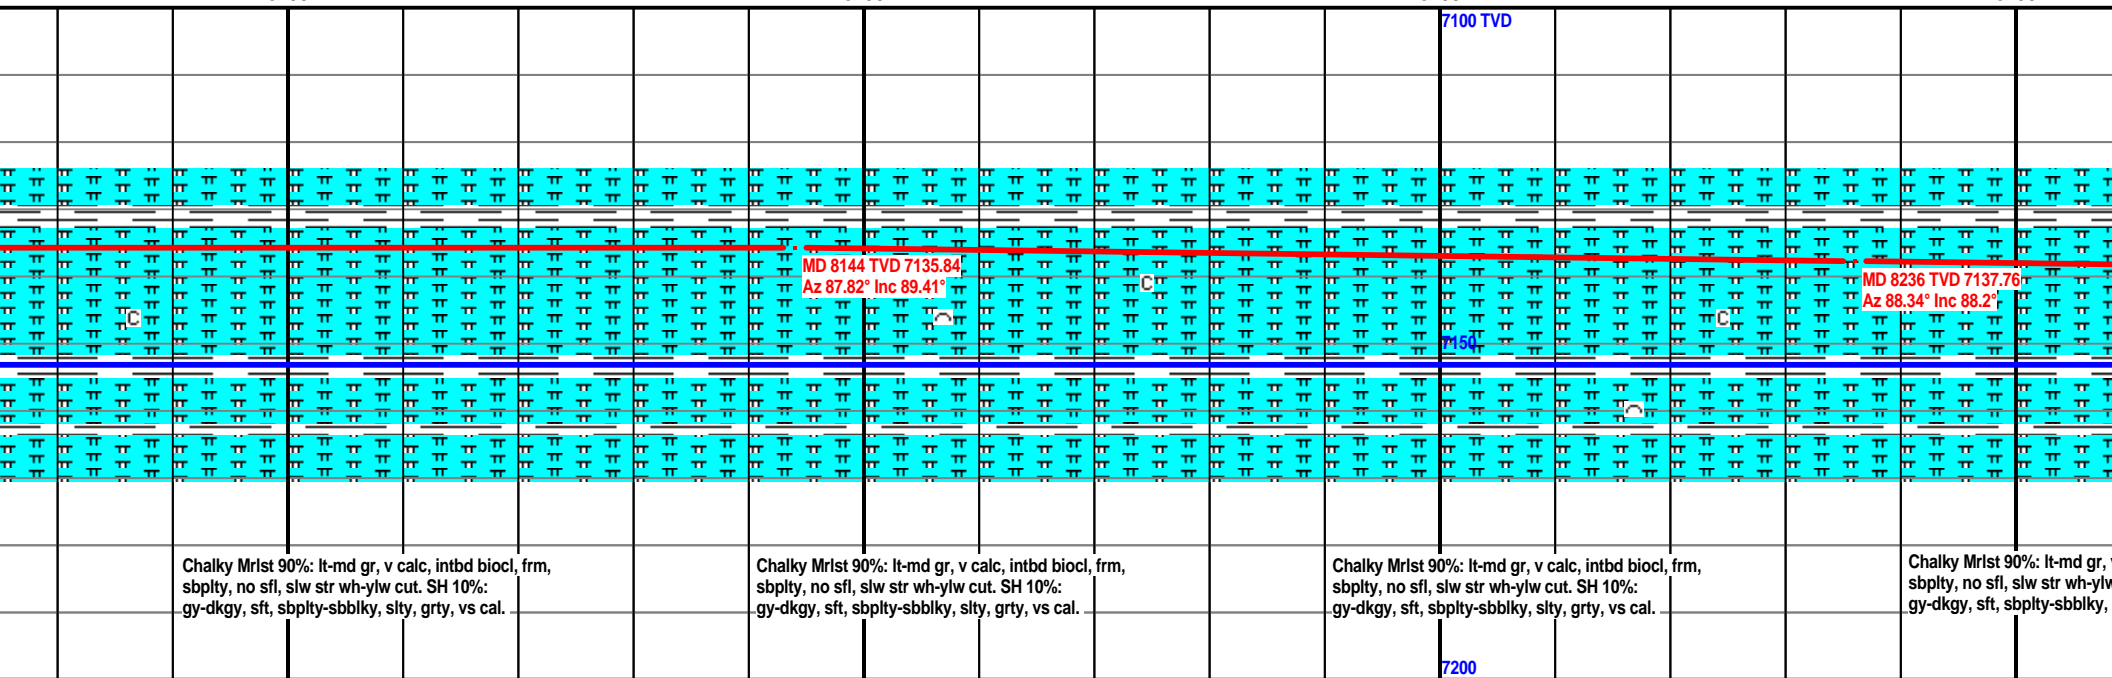 7100 TVD
MD 8144 TVD 7135.84
Az 87.82° Inc 89.41°
C
MD 8236 TVD 7137.76
Az 88.34° Inc 88.2°
C
C
7150
Chalky Mrlst 90%: lt-md gr, v calc, intbd biocl, frm,
sbplty, no sfl, slw str wh-ylw cut. SH 10%:
gy-dkgy, sft, sbplty-sbblky, slty, grty, vs cal.
Chalky Mrlst 90%: lt-md gr, v calc, intbd biocl, frm,
sbplty, no sfl, slw str wh-ylw cut. SH 10%:
gy-dkgy, sft, sbplty-sbblky, slty, grty, vs cal.
Chalky Mrlst 90%: lt-md gr, v calc, intbd biocl, frm,
sbplty, no sfl, slw str wh-ylw cut. SH 10%:
gy-dkgy, sft, sbplty-sbblky, slty, grty, vs cal.
Chalky Mrlst 90%: lt-md gr,
sbplty, no sfl, slw str wh-ylw
gy-dkgy, sft, sbplty-sbblky,
7200